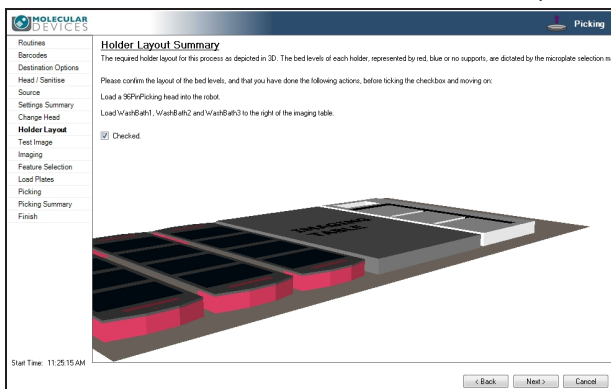 MOLECULAR
DEVICES
Picking
Routines
Barcodes
Destination Options
Head / Sanitise
Source
Settings Summary
Change Head
Holder Layout
Test Image
Imaging
Feature Selection
Load Plates
Picking
Picking Summary
Finish
Holder Layout Summary
The required holder layout for this process as depicted in 3D. The bed levels of each holder, represented by red, blue or no supports, are dictated by the microplate selection m
Please confirm the layout of the bed levels, and that you have done the following actions, before ticking the checkbox and moving on:
Load a 96PinPicking head into the robot.
Load WashBath1, WashBath2 and WashBath3 to the right of the imaging table.
Checked.
IMAGING
TABLE
Start Time: 11:25:15 AM
< Back Next > Cancel